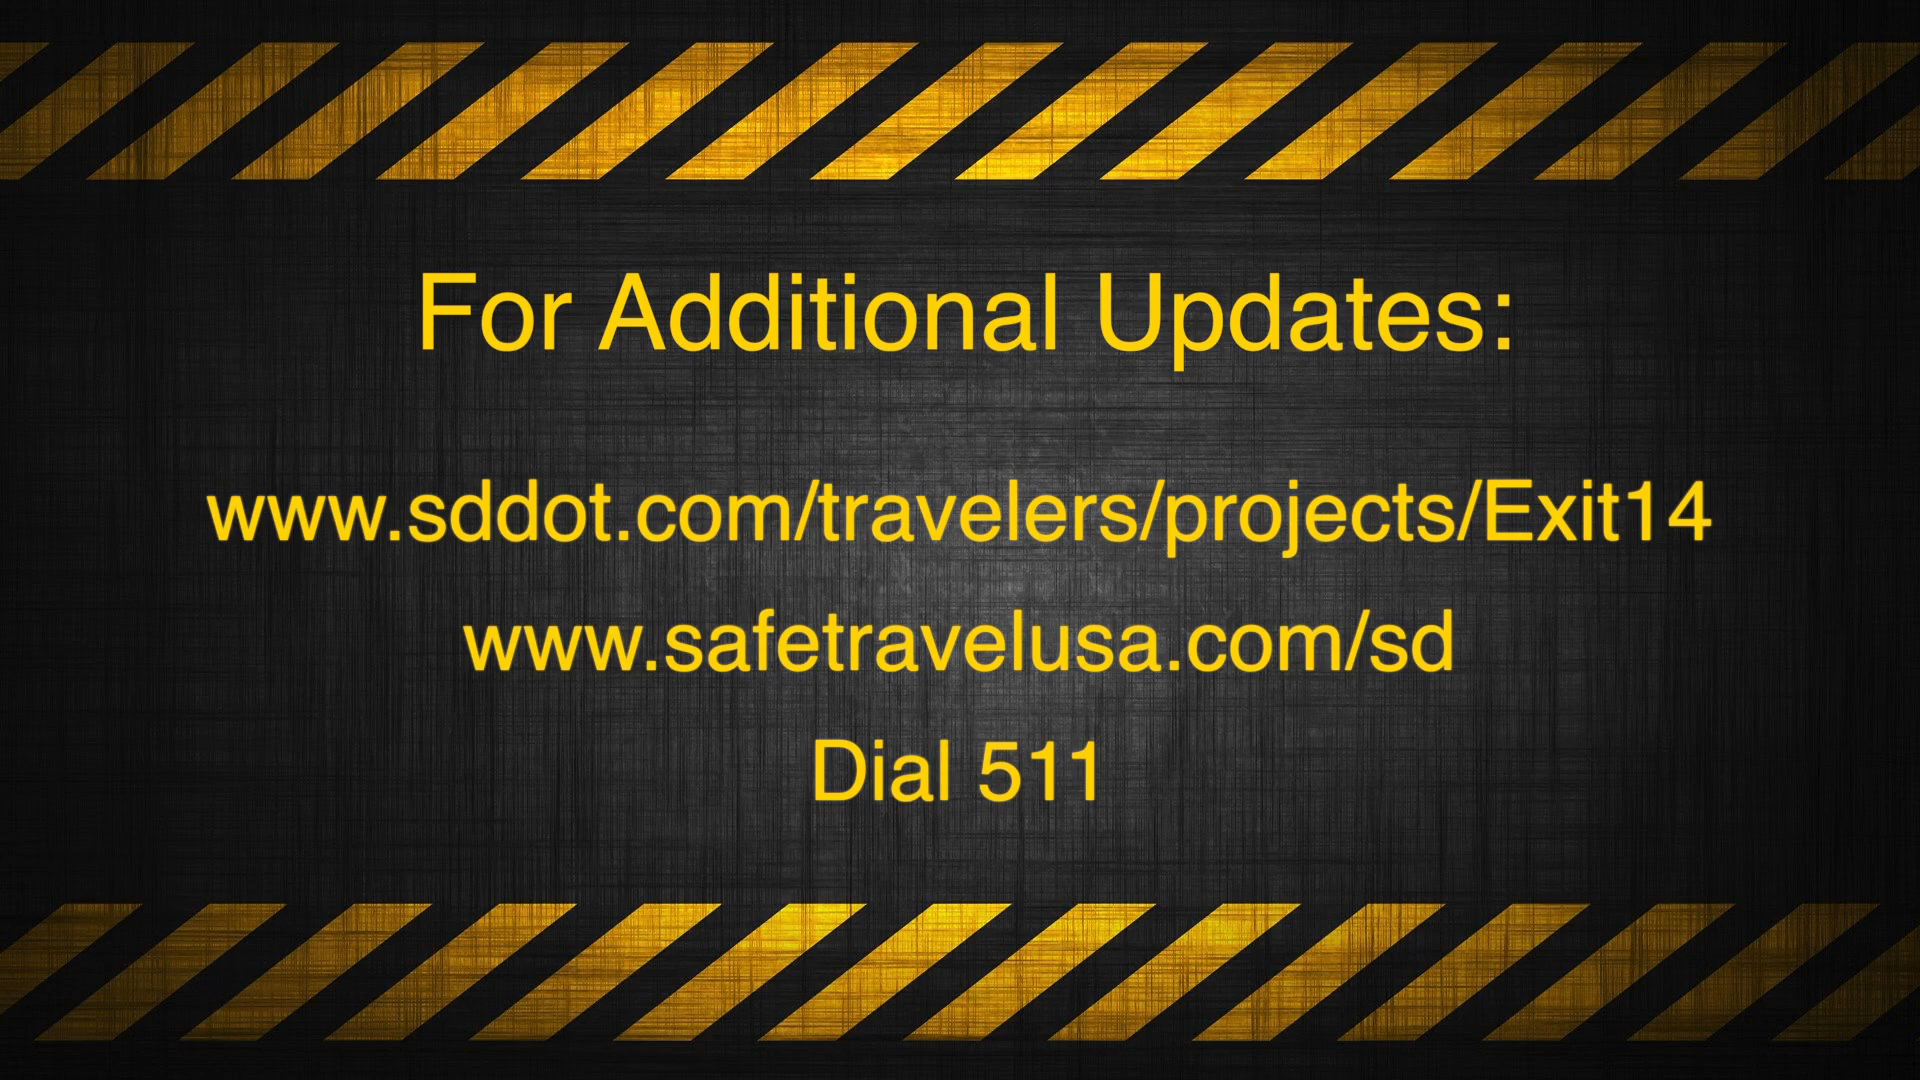 For Additional Updates:
www.sddot.com/travelers/projects/Exit14
www.safetravelusa.com/sd
Dial 511